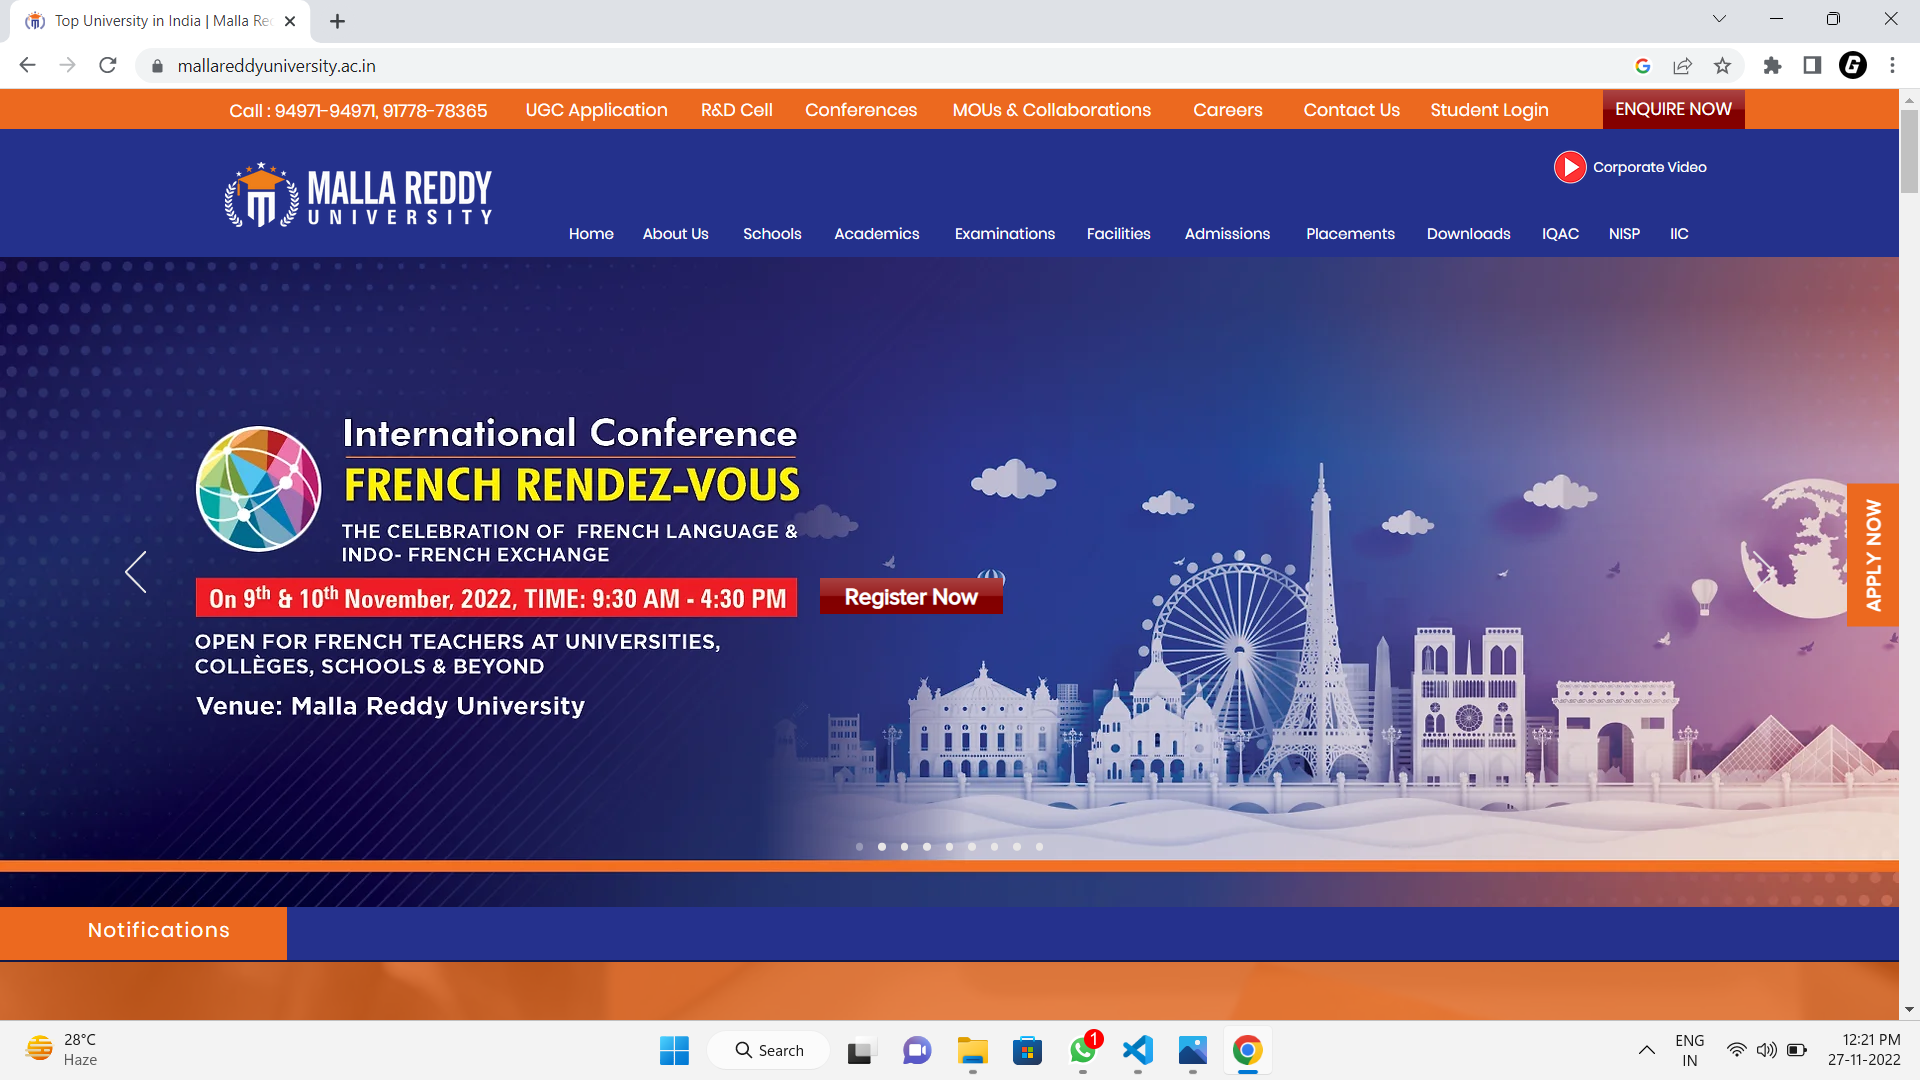 Top University in India | Malla Re
mallareddyuniversity.ac.in
Call : 94971-94971, 91778-78365 UGC Application R&D Cell Conferences MOUs & Collaborations Careers Contact Us Student Login ENQUIRE NOW
Corporate Video
MALLA REDDY
UNIVERSITY
Home About Us Schools Academics Examinations Facilities Admissions Placements Downloads IQAC NISP IIC
International Conference
FRENCH RENDEZ-VOUS
THE CELEBRATION OF FRENCH LANGUAGE &
INDO- FRENCH EXCHANGE
On 9th & 10th November, 2022, TIME: 9:30 AM - 4:30 PM
Register Now
OPEN FOR FRENCH TEACHERS AT UNIVERSITIES,
COLLÈGES, SCHOOLS & BEYOND
Venue: Malla Reddy University
APPLY NOW
Notifications
28°C
Haze
Search
1
ENG
IN
12:21 PM
27-11-2022